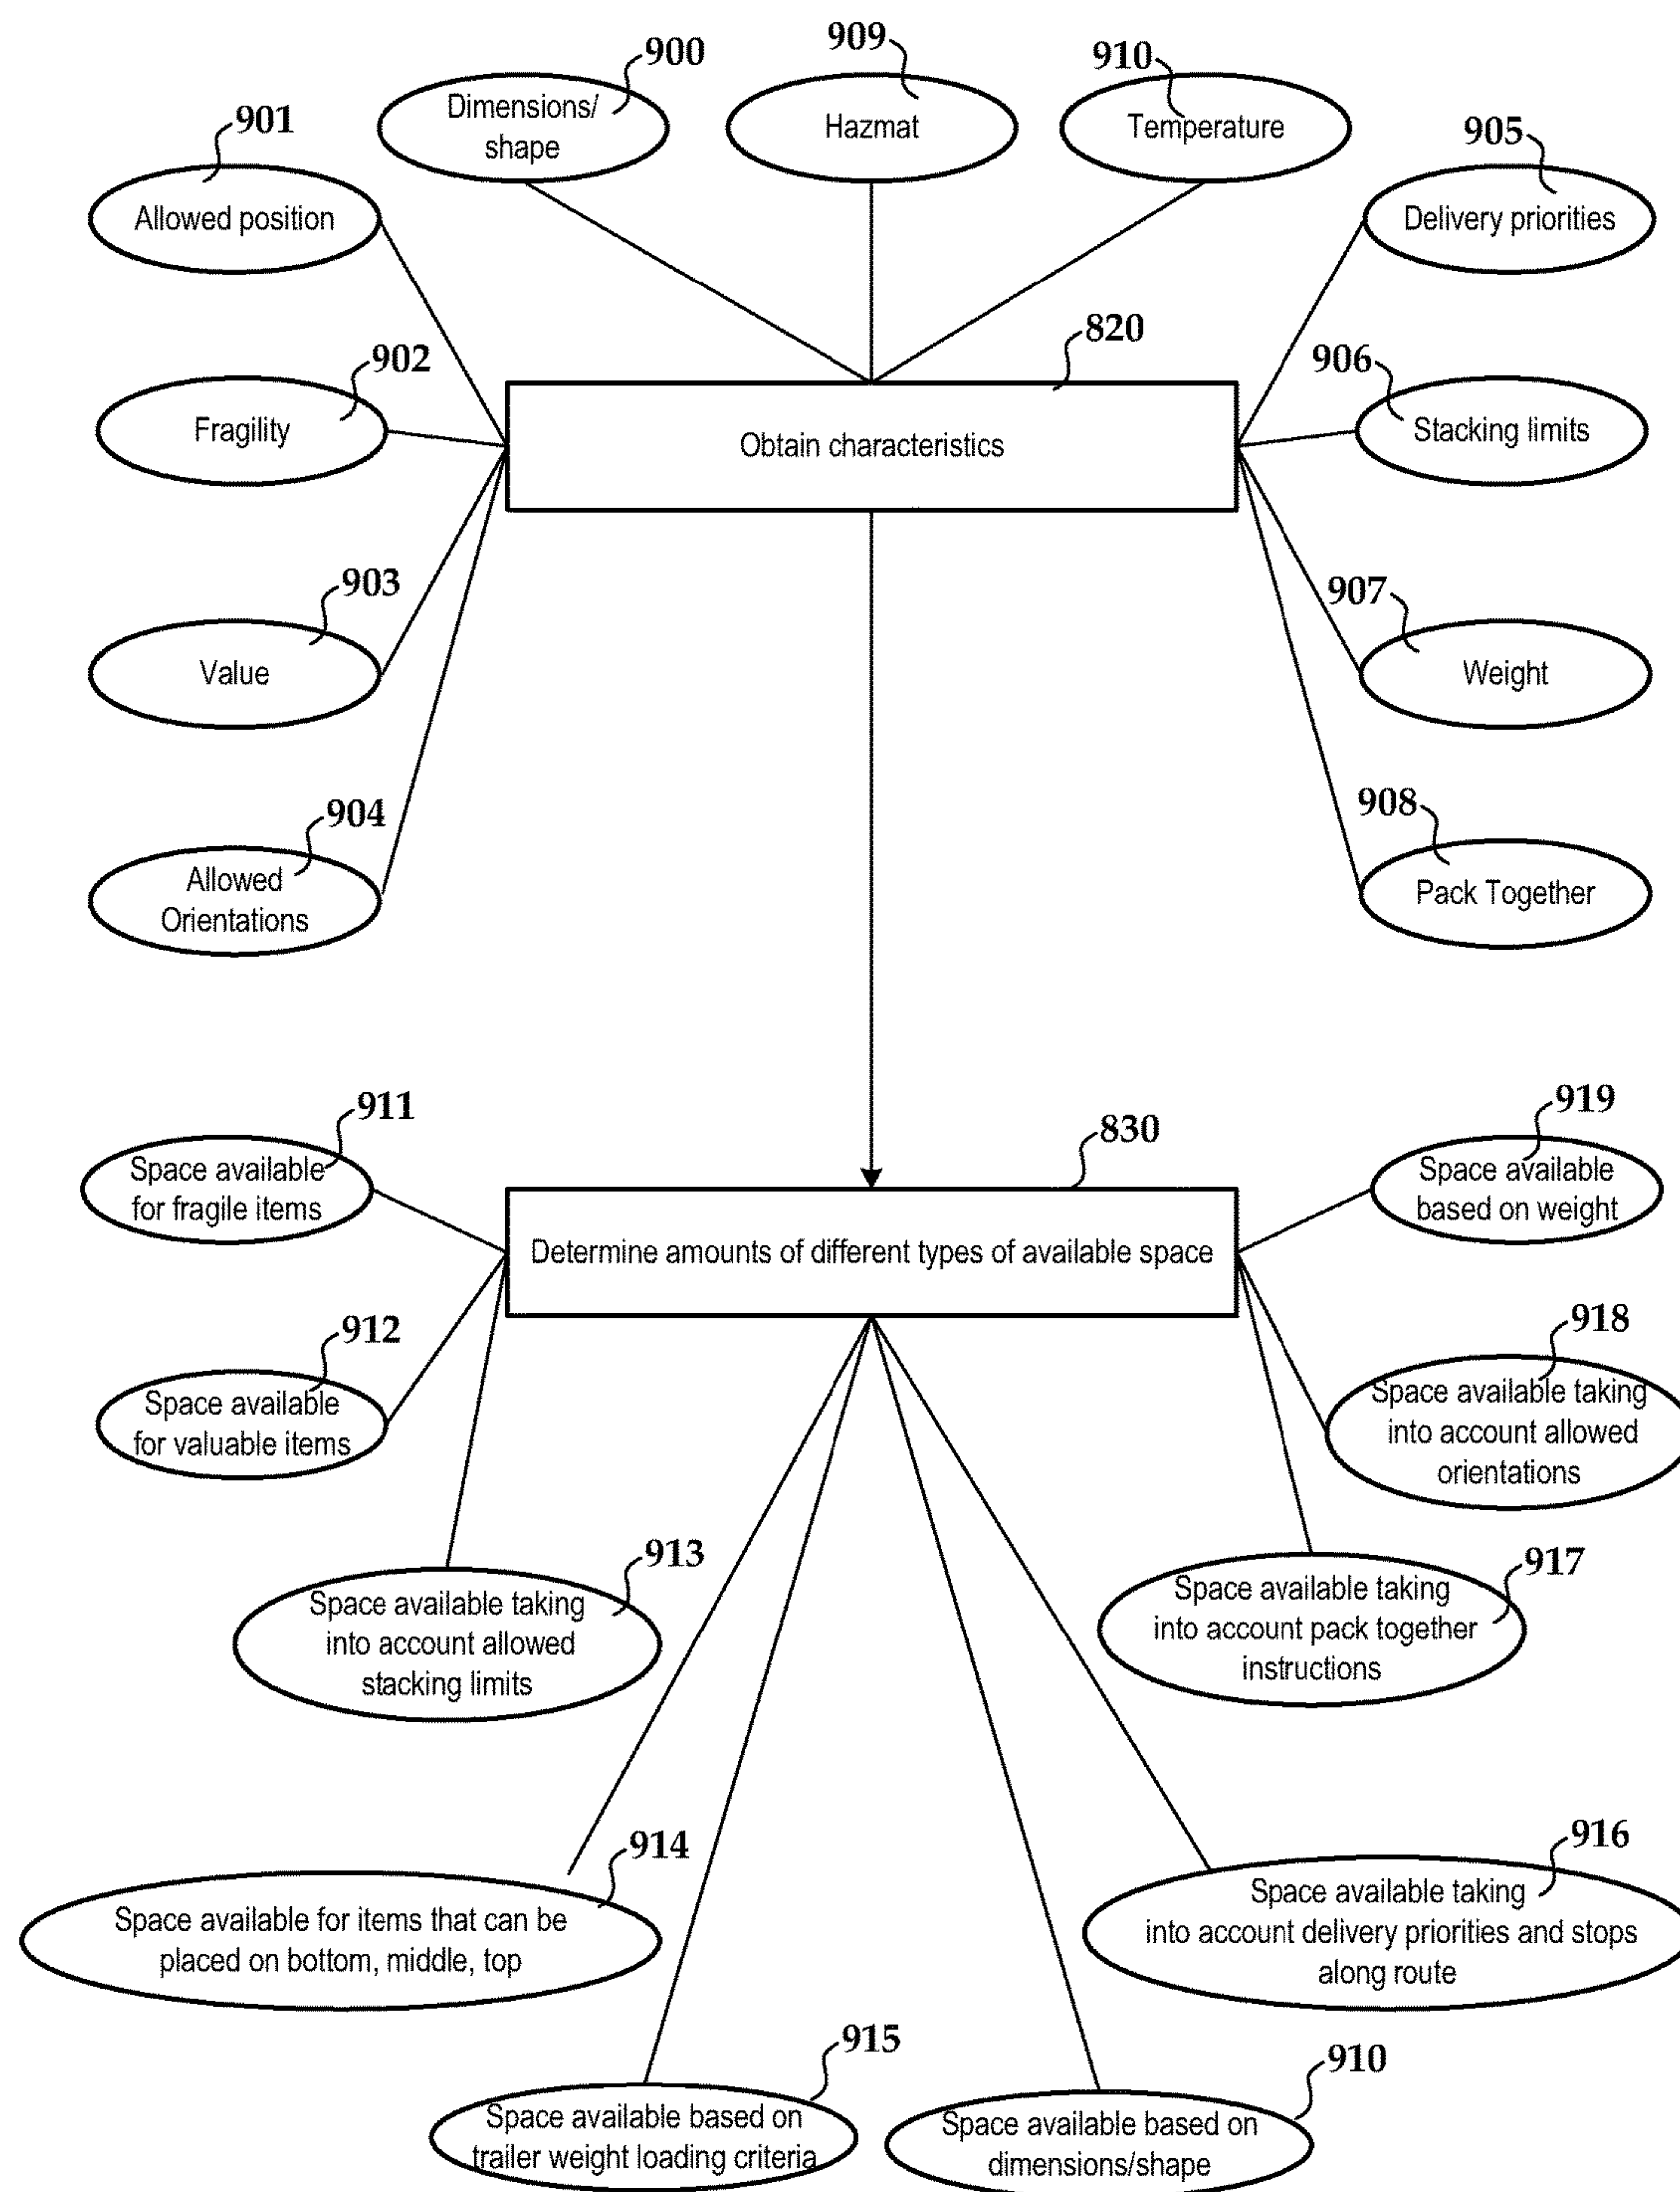 900
909
910
901
905
Dimensions/
shape
Hazmat
Temperature
Allowed position
Delivery priorities
820
902
906
Fragility
Obtain characteristics
Stacking limits
903
907
Value
Weight
904
908
Allowed
Orientations
Pack Together
911
830
919
Space available
for fragile items
Determine amounts of different types of available space
Space available
based on weight
912
918
Space available
for valuable items
Space available taking
into account allowed
orientations
913
917
Space available taking
into account allowed
stacking limits
Space available taking
into account pack together
instructions
914
916
Space available for items that can be
placed on bottom, middle, top
Space available taking
into account delivery priorities and stops
along route
915
910
Space available based on
trailer weight loading criteria
Space available based on
dimensions/shape